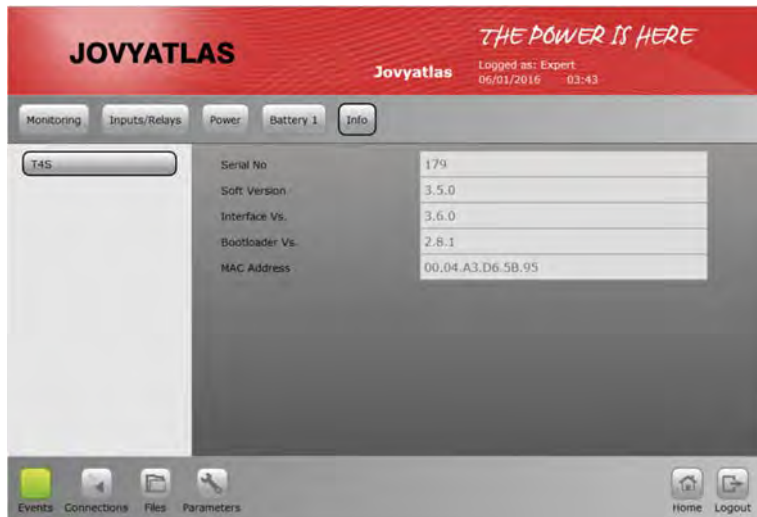 JOVYATLAS
THE POWER IS HERE
Jovyatlas
Logged as: Expert
06/01/2016 03:43
Monitoring Inputs/Relays Power Battery 1 Info
T4S
Serial No 179
Soft Version 3.5.0
Interface Vs. 3.6.0
Bootloader Vs. 2.8.1
MAC Address 00.04.A3.D6.5B.95
Events Connections Files Parameters Home Logout